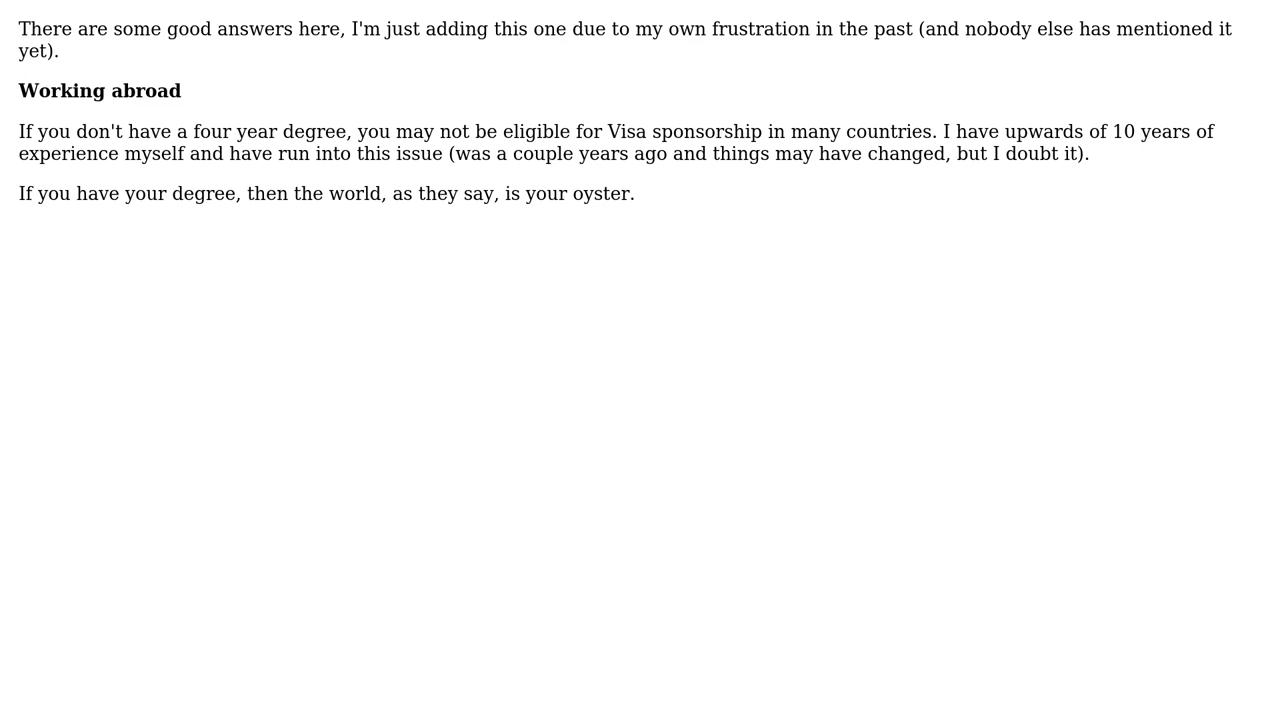 There are some good answers here, I'm just adding this one due to my own frustration in the past (and nobody else has mentioned it
yet).
Working abroad
If you don't have a four year degree, you may not be eligible for Visa sponsorship in many countries. I have upwards of 10 years of
experience myself and have run into this issue (was a couple years ago and things may have changed, but I doubt it).
If you have your degree, then the world, as they say, is your oyster.